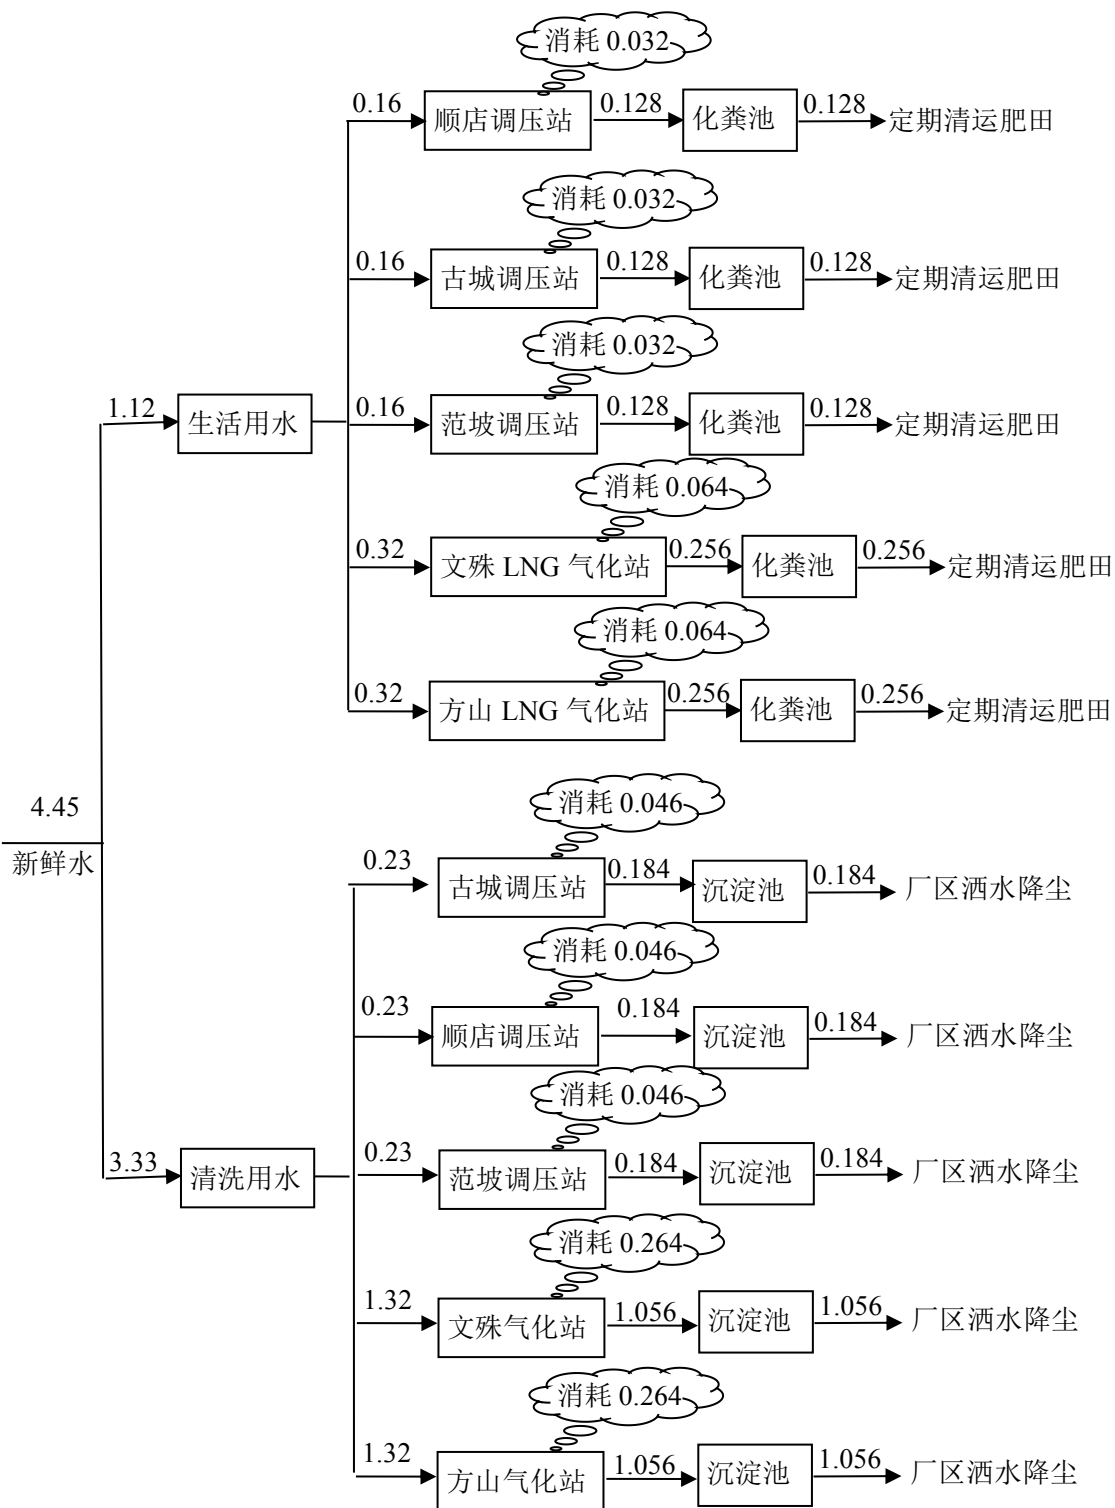 消耗 0.032
0.16 顺店调压站 0.128 化粪池 0.128 定期清运肥田
消耗 0.032
0.16 古城调压站 0.128 化粪池 0.128 定期清运肥田
消耗 0.032
1.12 生活用水 0.16 范坡调压站 0.128 化粪池 0.128 定期清运肥田
消耗 0.064
0.32 文殊 LNG 气化站 0.256 化粪池 0.256 定期清运肥田
消耗 0.064
0.32 方山 LNG 气化站 0.256 化粪池 0.256 定期清运肥田
4.45
新鲜水
消耗 0.046
0.23 古城调压站 0.184 沉淀池 0.184 厂区洒水降尘
消耗 0.046
0.23 顺店调压站 0.184 沉淀池 0.184 厂区洒水降尘
消耗 0.046
3.33 清洗用水 0.23 范坡调压站 0.184 沉淀池 0.184 厂区洒水降尘
消耗 0.264
1.32 文殊气化站 1.056 沉淀池 1.056 厂区洒水降尘
消耗 0.264
1.32 方山气化站 1.056 沉淀池 1.056 厂区洒水降尘